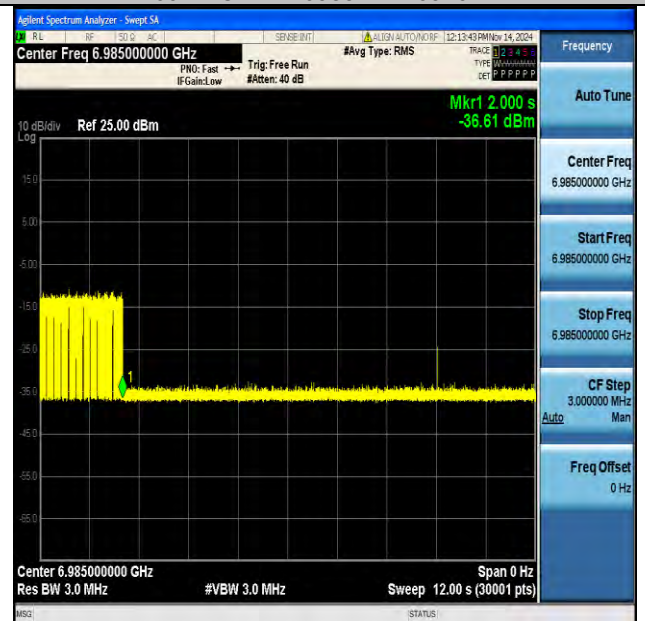 Agilent Spectrum Analyzer - Swept SA
RL RF 50 Ω AC SENSE:INT ALIGN AUTO/NO RF 12:13:43 PM Nov 14, 2024
Center Freq 6.985000000 GHz #Avg Type: RMS TRACE 1 2 3 4 5 6
PNO: Fast Trig: Free Run TYPE
IFGain:Low #Atten: 40 dB DET P P P P P P
Mkr1 2.000 s
-36.61 dBm
10 dB/div Ref 25.00 dBm
Log
15.0
5.00
-5.00
-15.0
-25.0
-35.0
-45.0
-55.0
-65.0
1
Center 6.985000000 GHz Span 0 Hz
Res BW 3.0 MHz #VBW 3.0 MHz Sweep 12.00 s (30001 pts)
MSG STATUS
Frequency
Auto Tune
Center Freq
6.985000000 GHz
Start Freq
6.985000000 GHz
Stop Freq
6.985000000 GHz
CF Step
3.000000 MHz
Auto Man
Freq Offset
0 Hz